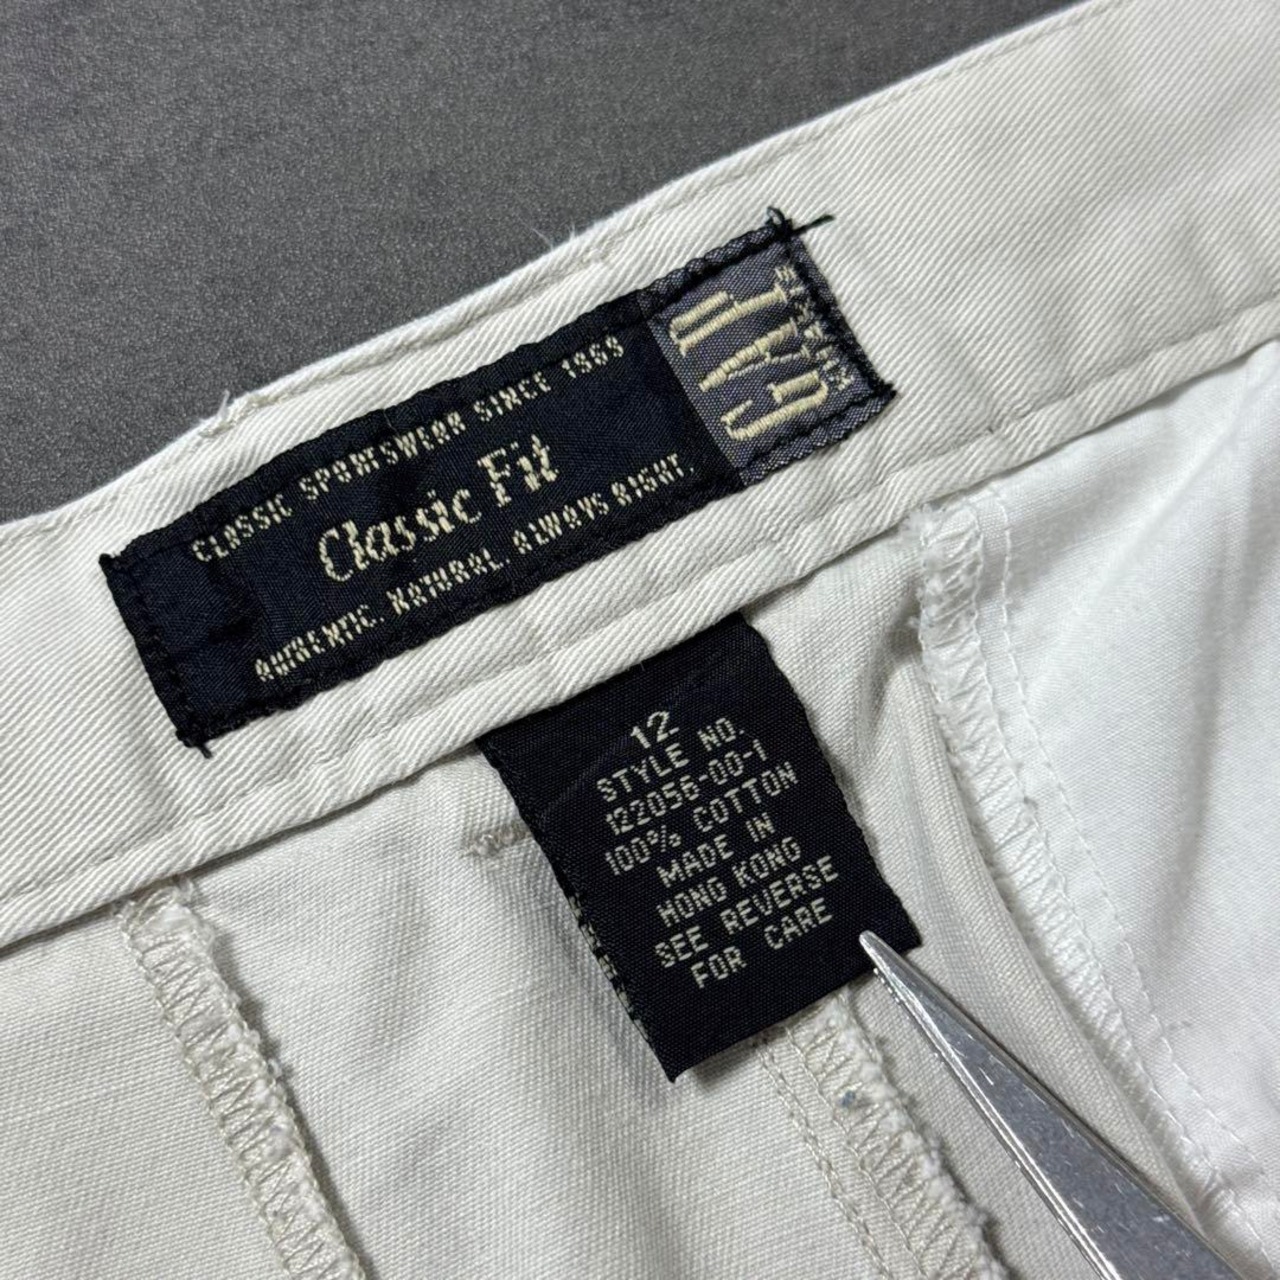 CLASSIC SPORTSWEAR SINCE 1969
Classic Fit
AUTHENTIC. NATURAL. ALWAYS RIGHT.
GAP
KHAKIS
12
STYLE NO.
122056-00-1
100% COTTON
MADE IN
HONG KONG
SEE REVERSE
FOR CARE